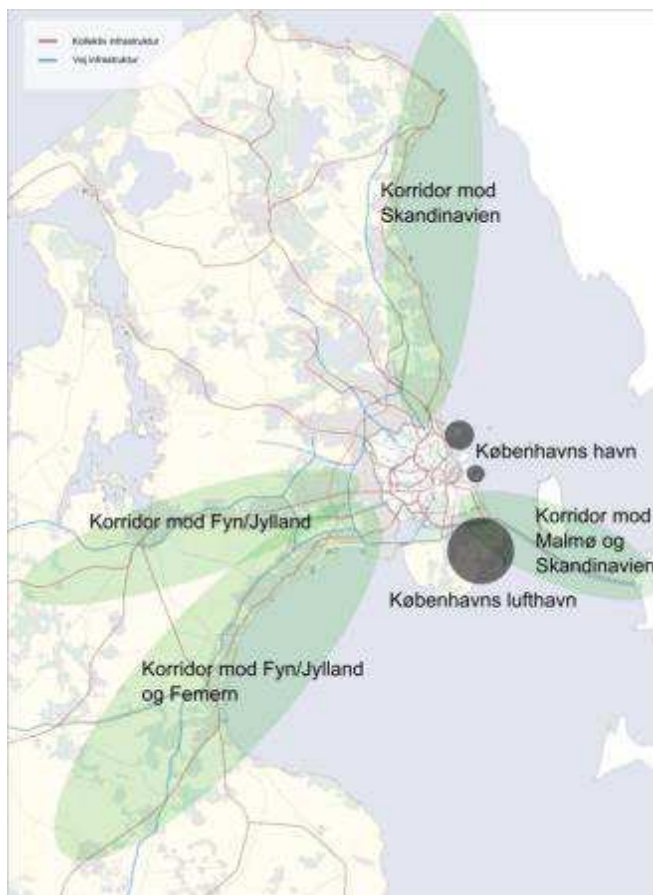 Kollektiv infrastruktur
Vej infrastruktur
Korridor mod
Skandinavien
Københavns havn
Korridor mod Fyn/Jylland
Korridor mod
Malmø og
Skandinavien
Københavns lufthavn
Korridor mod Fyn/Jylland
og Femern